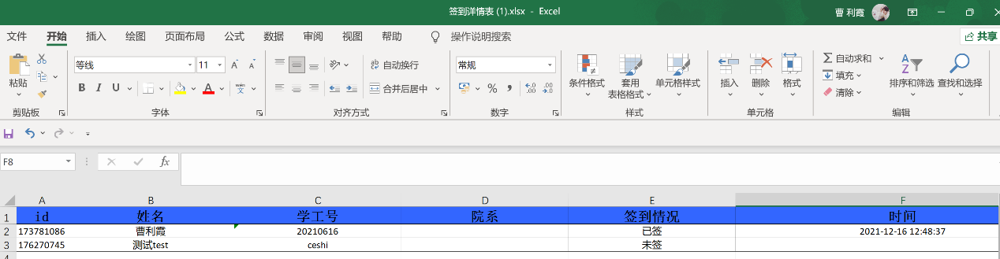 签到详情表 (1).xlsx - Excel
曹 利霞
文件 开始 插入 绘图 页面布局 公式 数据 审阅 视图 帮助 操作说明搜索 共享
等线 11 A A 自动换行 常规 自动求和
粘贴 条件格式 套用 单元格样式 插入 删除 格式 填充 排序和筛选 查找和选择
B I U A wén 文 合并后居中 % 表格格式 清除
剪贴板 字体 对齐方式 数字 样式 单元格 编辑
F8 fx
A B C D E F
1 id 姓名 学工号 院系 签到情况 时间
2 173781086 曹利霞 20210616 已签 2021-12-16 12:48:37
3 176270745 测试test ceshi 未签